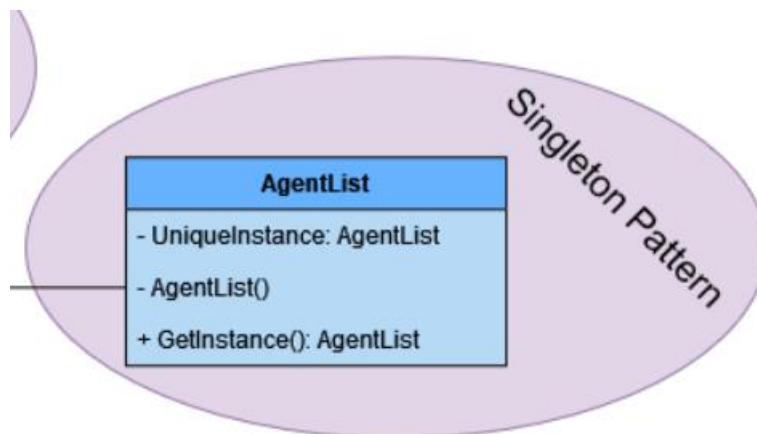 Singleton Pattern
AgentList
- UniqueInstance: AgentList
- AgentList()
+ GetInstance(): AgentList